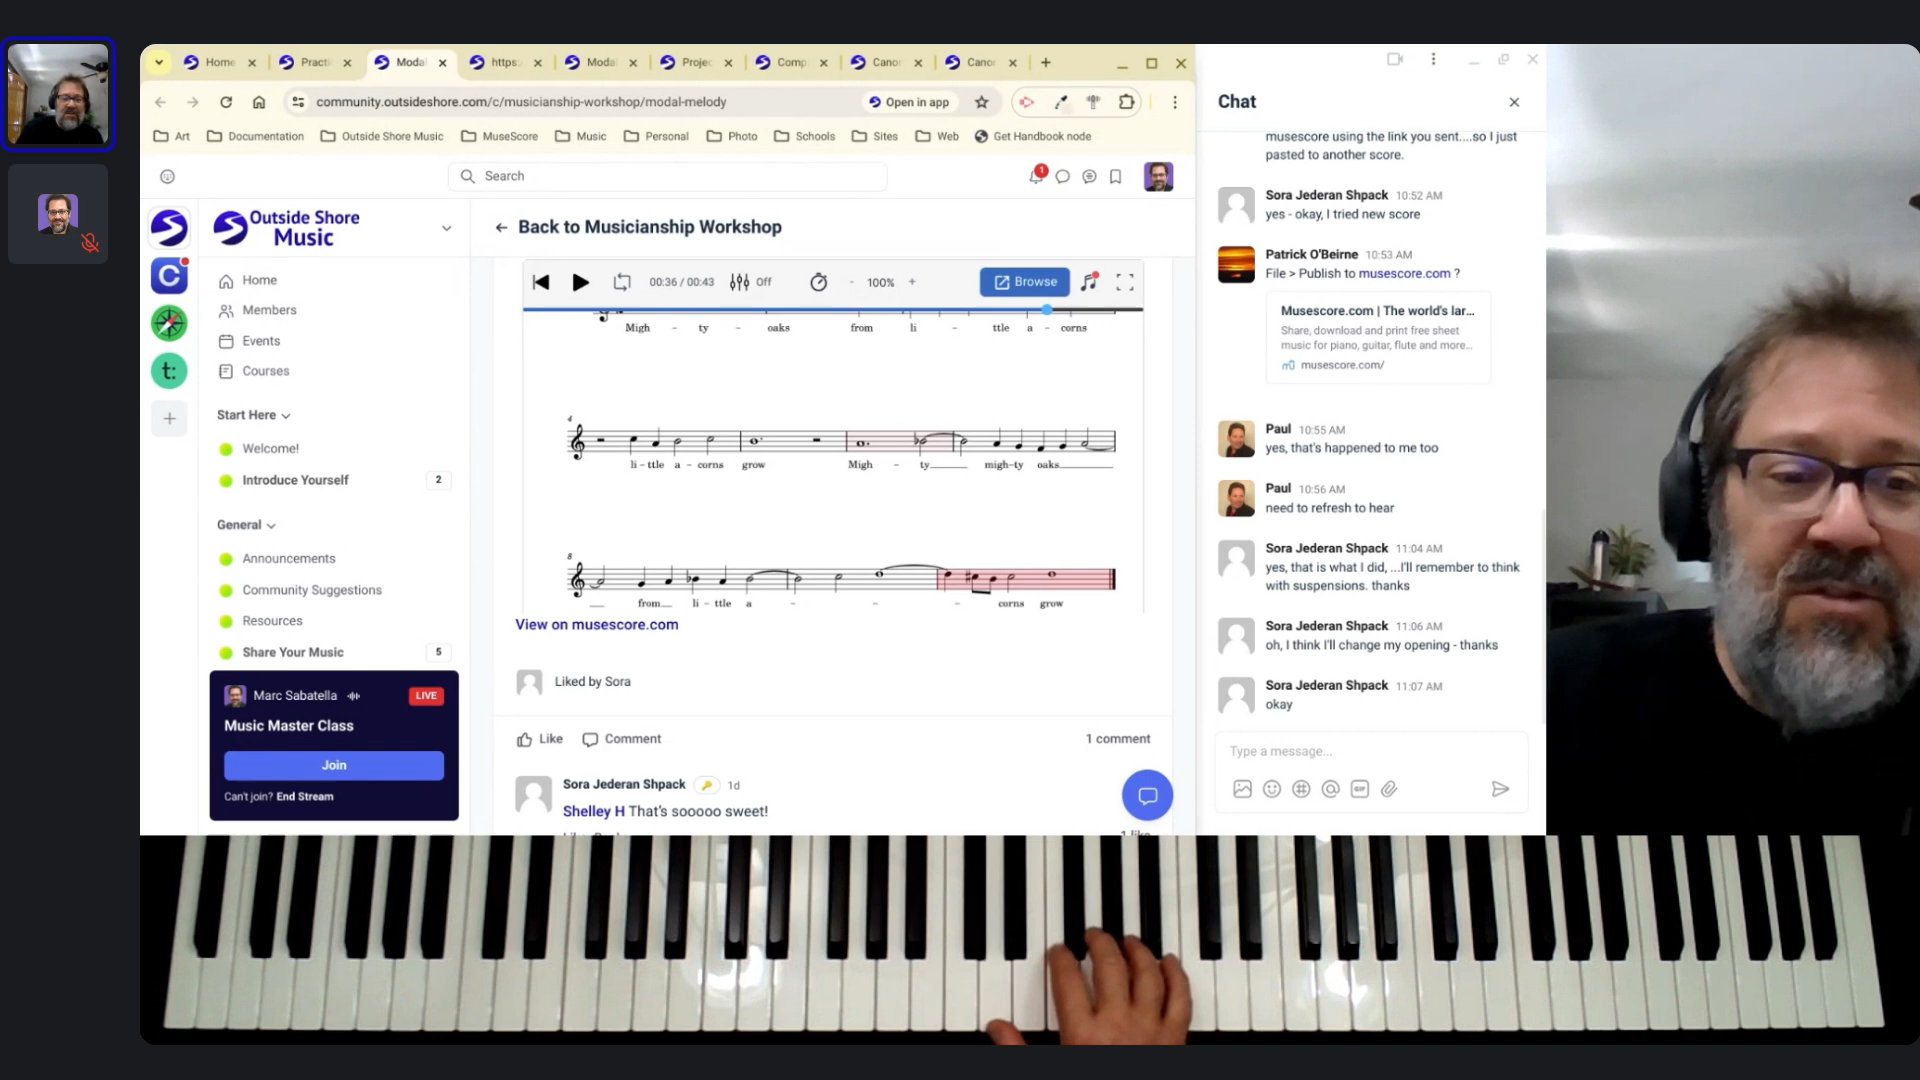 Home
Practi
Modal
https:
Modal
Projec
Comp
Canon
Canon
community.outsideshore.com/c/musicianship-workshop/modal-melody
Open in app
Art
Documentation
Outside Shore Music
MuseScore
Music
Personal
Photo
Schools
Sites
Web
Get Handbook node
Search
1
Outside Shore
Music
Back to Musicianship Workshop
C
t:
Home
Members
Events
Courses
Start Here
Welcome!
Introduce Yourself 2
General
Announcements
Community Suggestions
Resources
Share Your Music 5
Marc Sabatella LIVE
Music Master Class
Join
Can't join? End Stream
00:36 / 00:43 Off - 100% + Browse
Migh - ty - oaks from li - ttle a - corns
4
li - ttle a - corns grow Migh - ty migh-ty oaks
8
from li - ttle a - - - corns grow
View on musescore.com
Liked by Sora
Like Comment 1 comment
Sora Jederan Shpack 1d
Shelley H That's sooooo sweet!
1 like
Chat
musescore using the link you sent....so I just
pasted to another score.
Sora Jederan Shpack 10:52 AM
yes - okay, I tried new score
Patrick O'Beirne 10:53 AM
File > Publish to musescore.com ?
Musescore.com | The world's lar...
Share, download and print free sheet
music for piano, guitar, flute and more...
musescore.com/
Paul 10:55 AM
yes, that's happened to me too
Paul 10:56 AM
need to refresh to hear
Sora Jederan Shpack 11:04 AM
yes, that is what I did, ...I'll remember to think
with suspensions. thanks
Sora Jederan Shpack 11:06 AM
oh, I think I'll change my opening - thanks
Sora Jederan Shpack 11:07 AM
okay
Type a message...
GIF